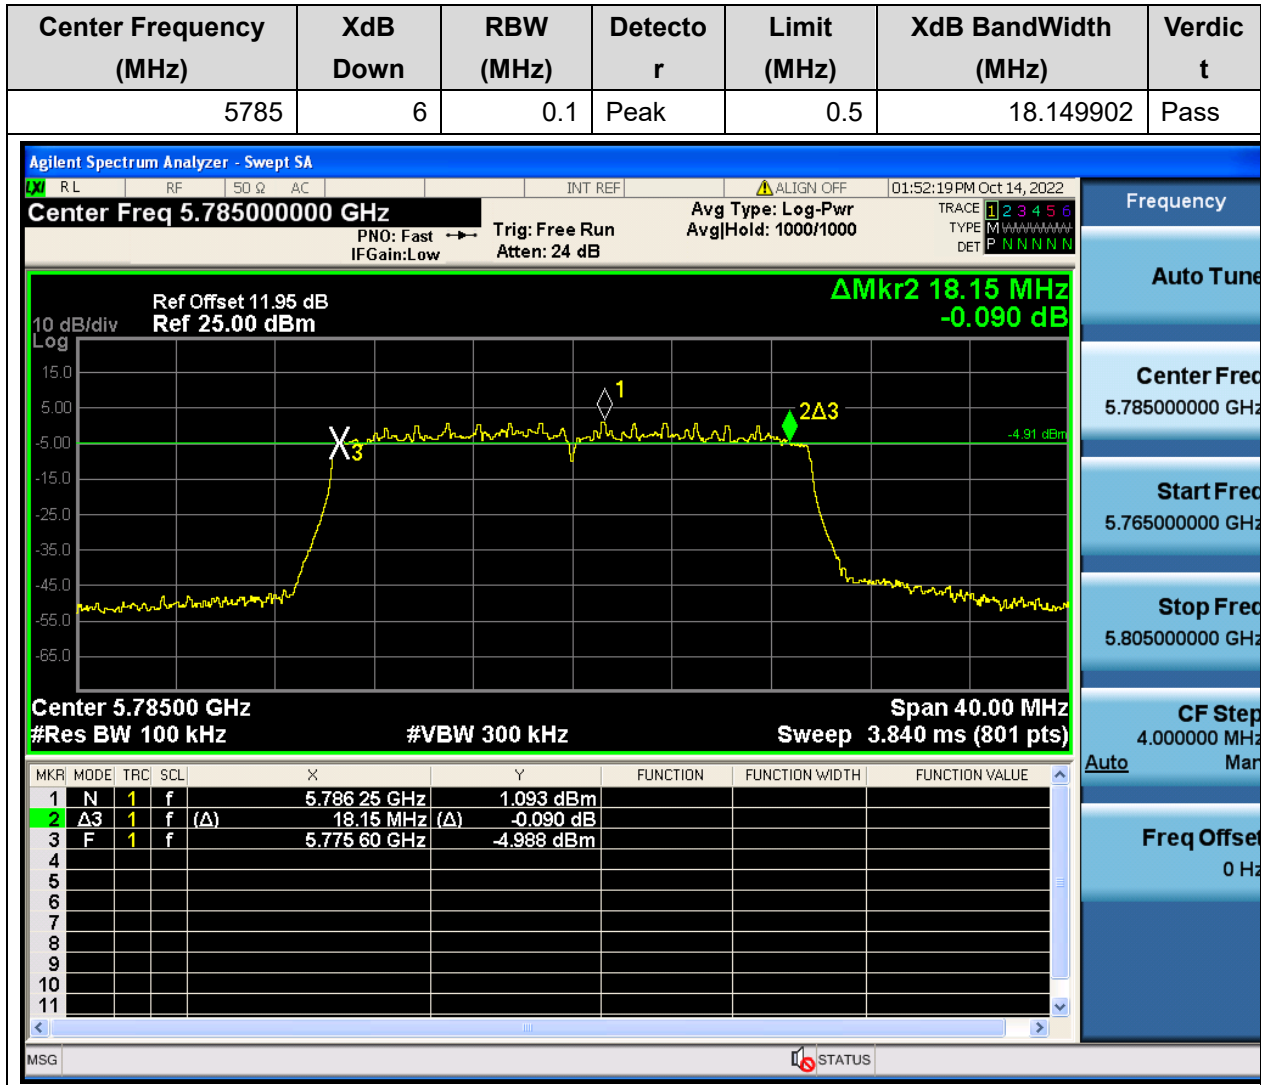 Center Frequency (MHz) XdB Down RBW (MHz) Detecto r Limit (MHz) XdB BandWidth (MHz) Verdic t
5785 6 0.1 Peak 0.5 18.149902 Pass
Agilent Spectrum Analyzer - Swept SA
LXI RL RF 50 Ω AC INT REF ALIGN OFF 01:52:19 PM Oct 14, 2022
Center Freq 5.785000000 GHz
PNO: Fast
IFGain:Low
Trig: Free Run
Atten: 24 dB
Avg Type: Log-Pwr
Avg|Hold: 1000/1000
TRACE 1 2 3 4 5 6
TYPE M
DET P N N N N N
ΔMkr2 18.15 MHz
-0.090 dB
Ref Offset 11.95 dB
10 dB/div Ref 25.00 dBm
Log
15.0
5.00
-5.00
-15.0
-25.0
-35.0
-45.0
-55.0
-65.0
1
2Δ3
3
-4.91 dBm
Center 5.78500 GHz Span 40.00 MHz
#Res BW 100 kHz #VBW 300 kHz Sweep 3.840 ms (801 pts)
MKR MODE TRC SCL X Y FUNCTION FUNCTION WIDTH FUNCTION VALUE
1 N 1 f 5.786 25 GHz 1.093 dBm
2 Δ3 1 f (Δ) 18.15 MHz (Δ) -0.090 dB
3 F 1 f 5.775 60 GHz -4.988 dBm
4
5
6
7
8
9
10
11
MSG STATUS
Frequency
Auto Tune
Center Freq
5.785000000 GHz
Start Freq
5.765000000 GHz
Stop Freq
5.805000000 GHz
CF Step
4.000000 MHz
Auto Man
Freq Offset
0 Hz